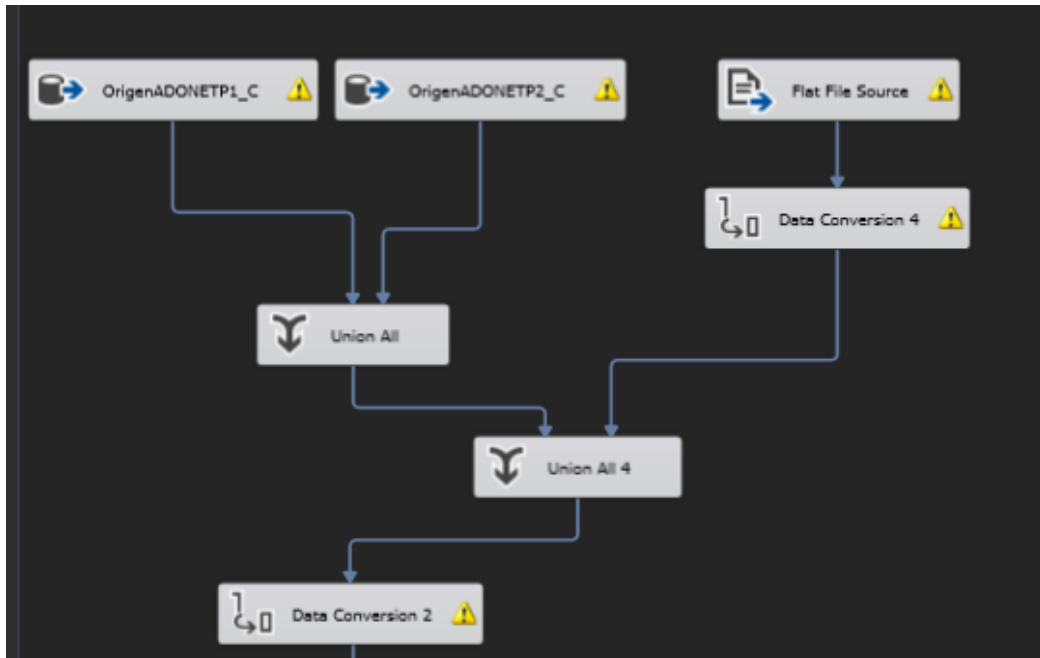 OrigenADONETP1_C
OrigenADONETP2_C
Flat File Source
Data Conversion 4
Union All
Union All 4
Data Conversion 2